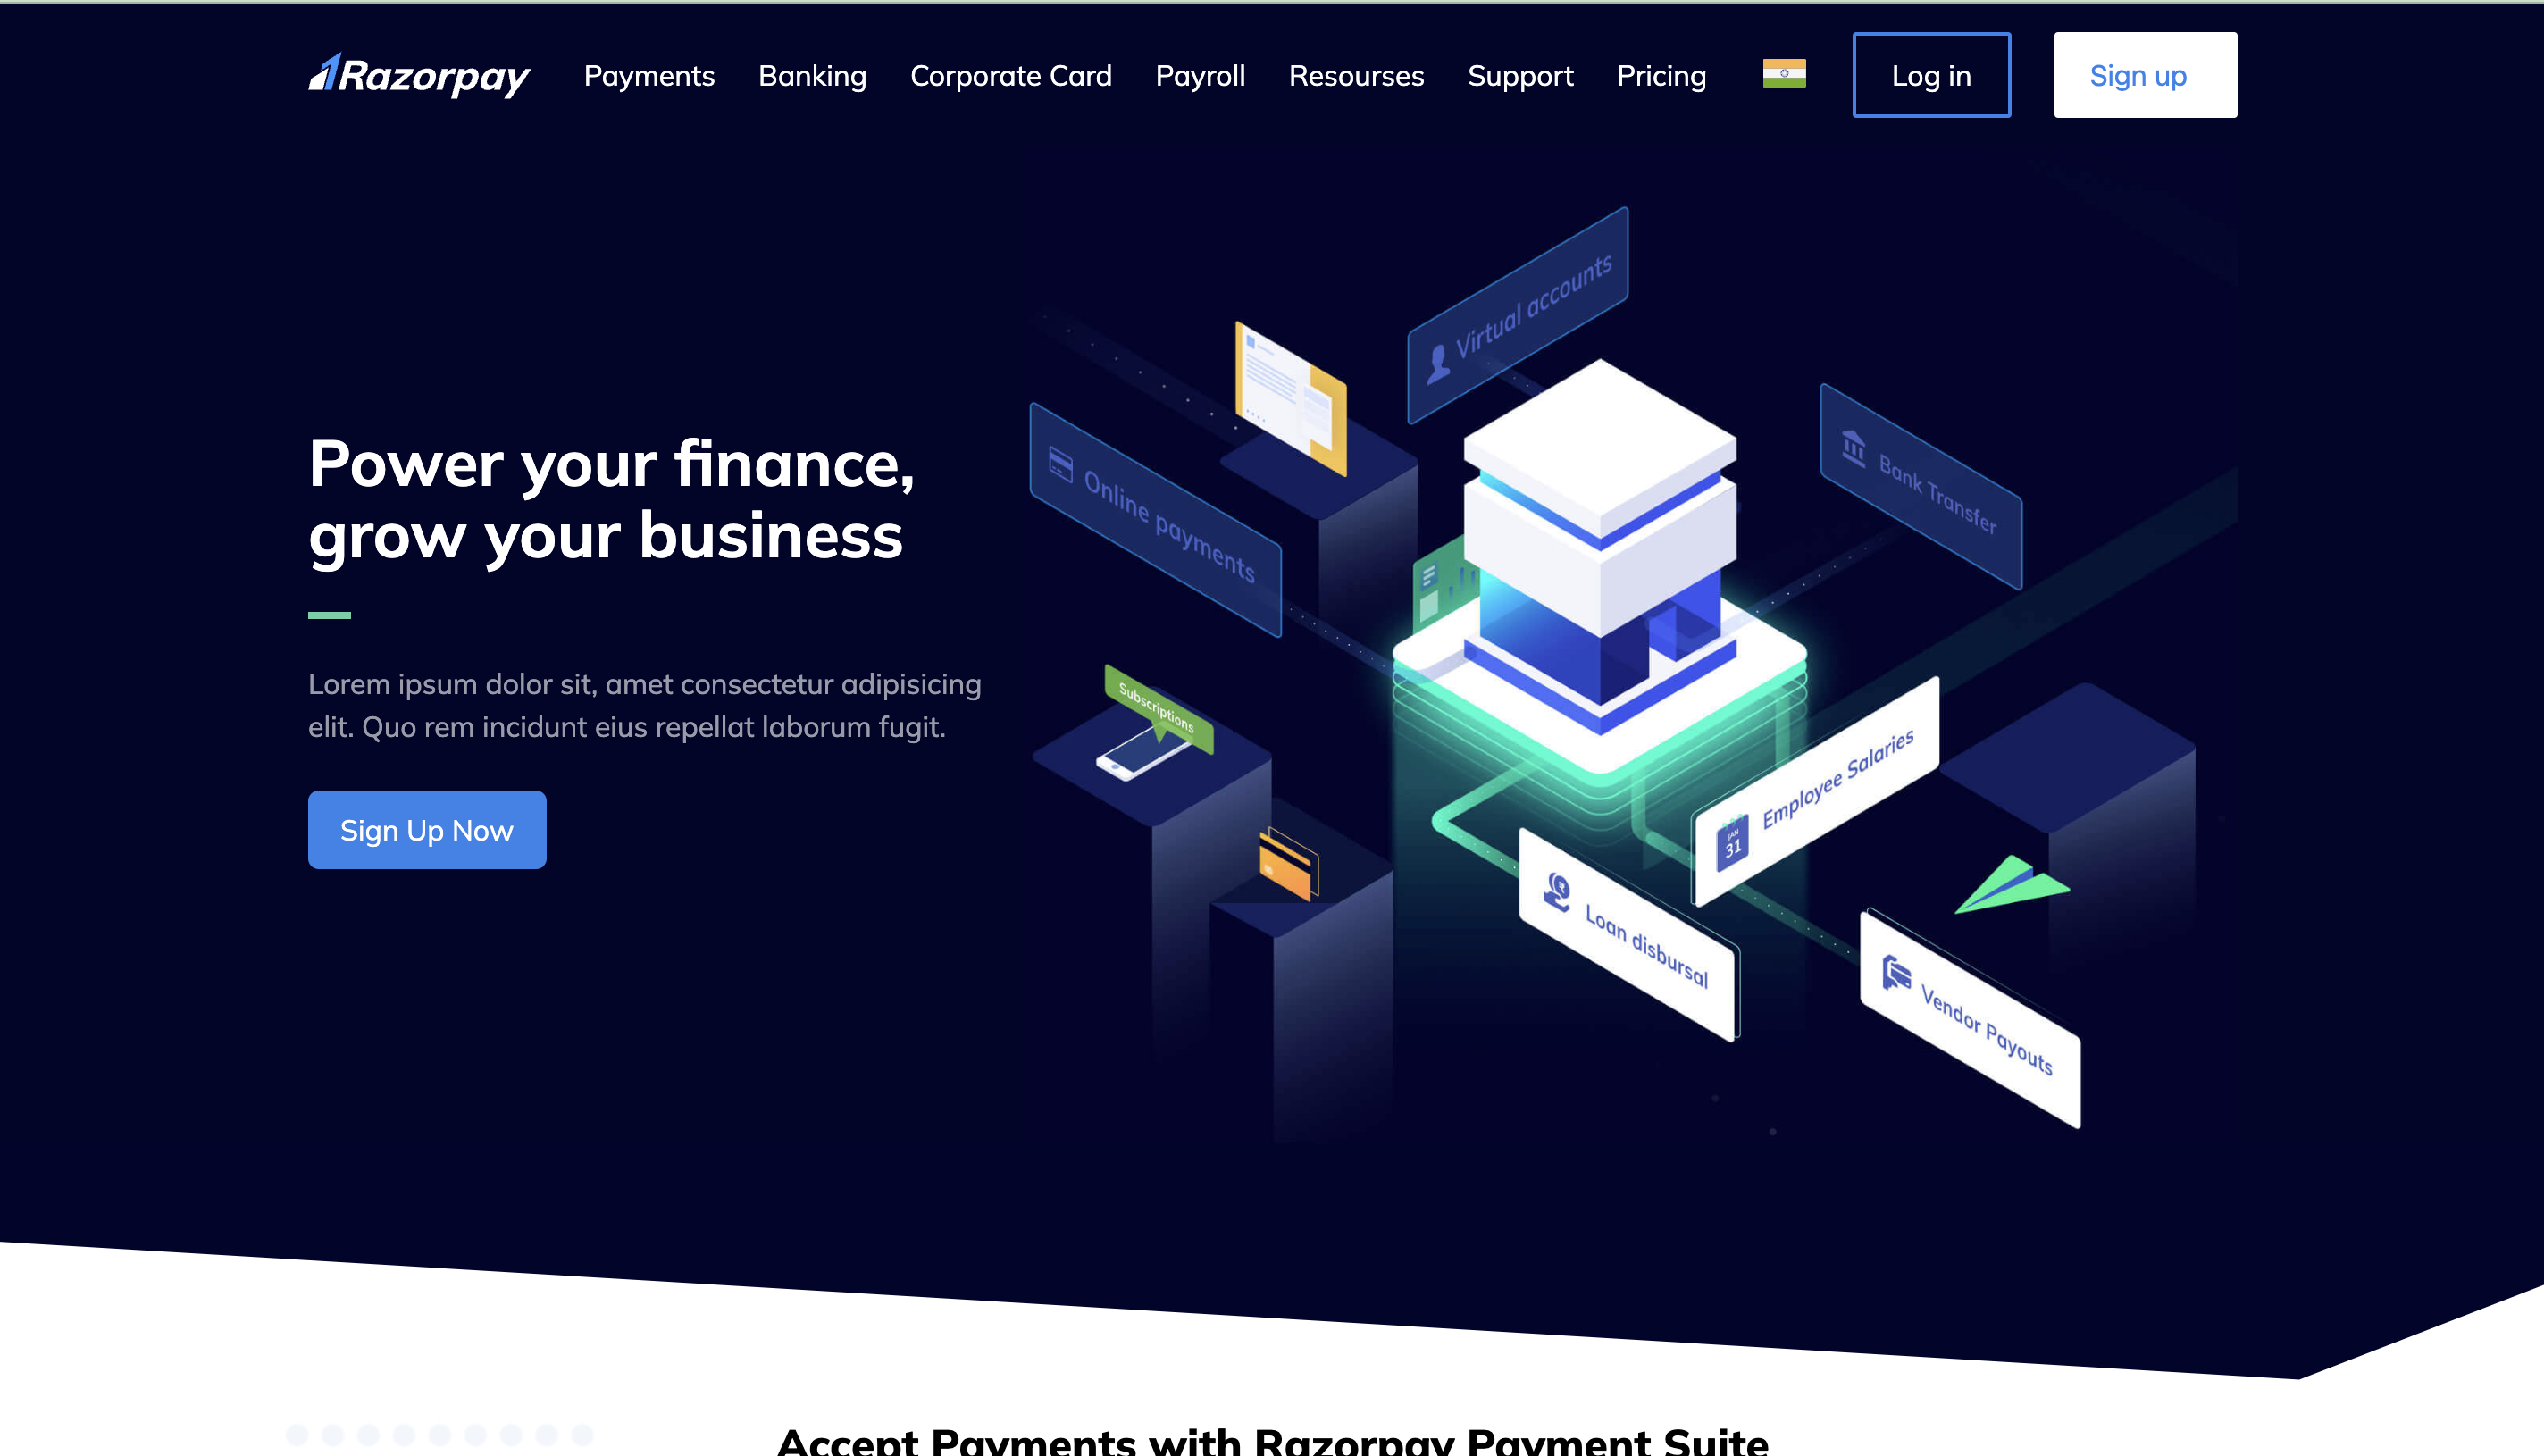 Razorpay
Payments
Banking
Corporate Card
Payroll
Resourses
Support
Pricing
Log in
Sign up
Power your finance,
grow your business
Lorem ipsum dolor sit, amet consectetur adipisicing
elit. Quo rem incidunt eius repellat laborum fugit.
Sign Up Now
Virtual accounts
Online payments
Bank Transfer
Subscriptions
JAN
31
Employee Salaries
₹
Loan disbursal
Vendor Payouts
Accept Payments with Razorpay Payment Suite